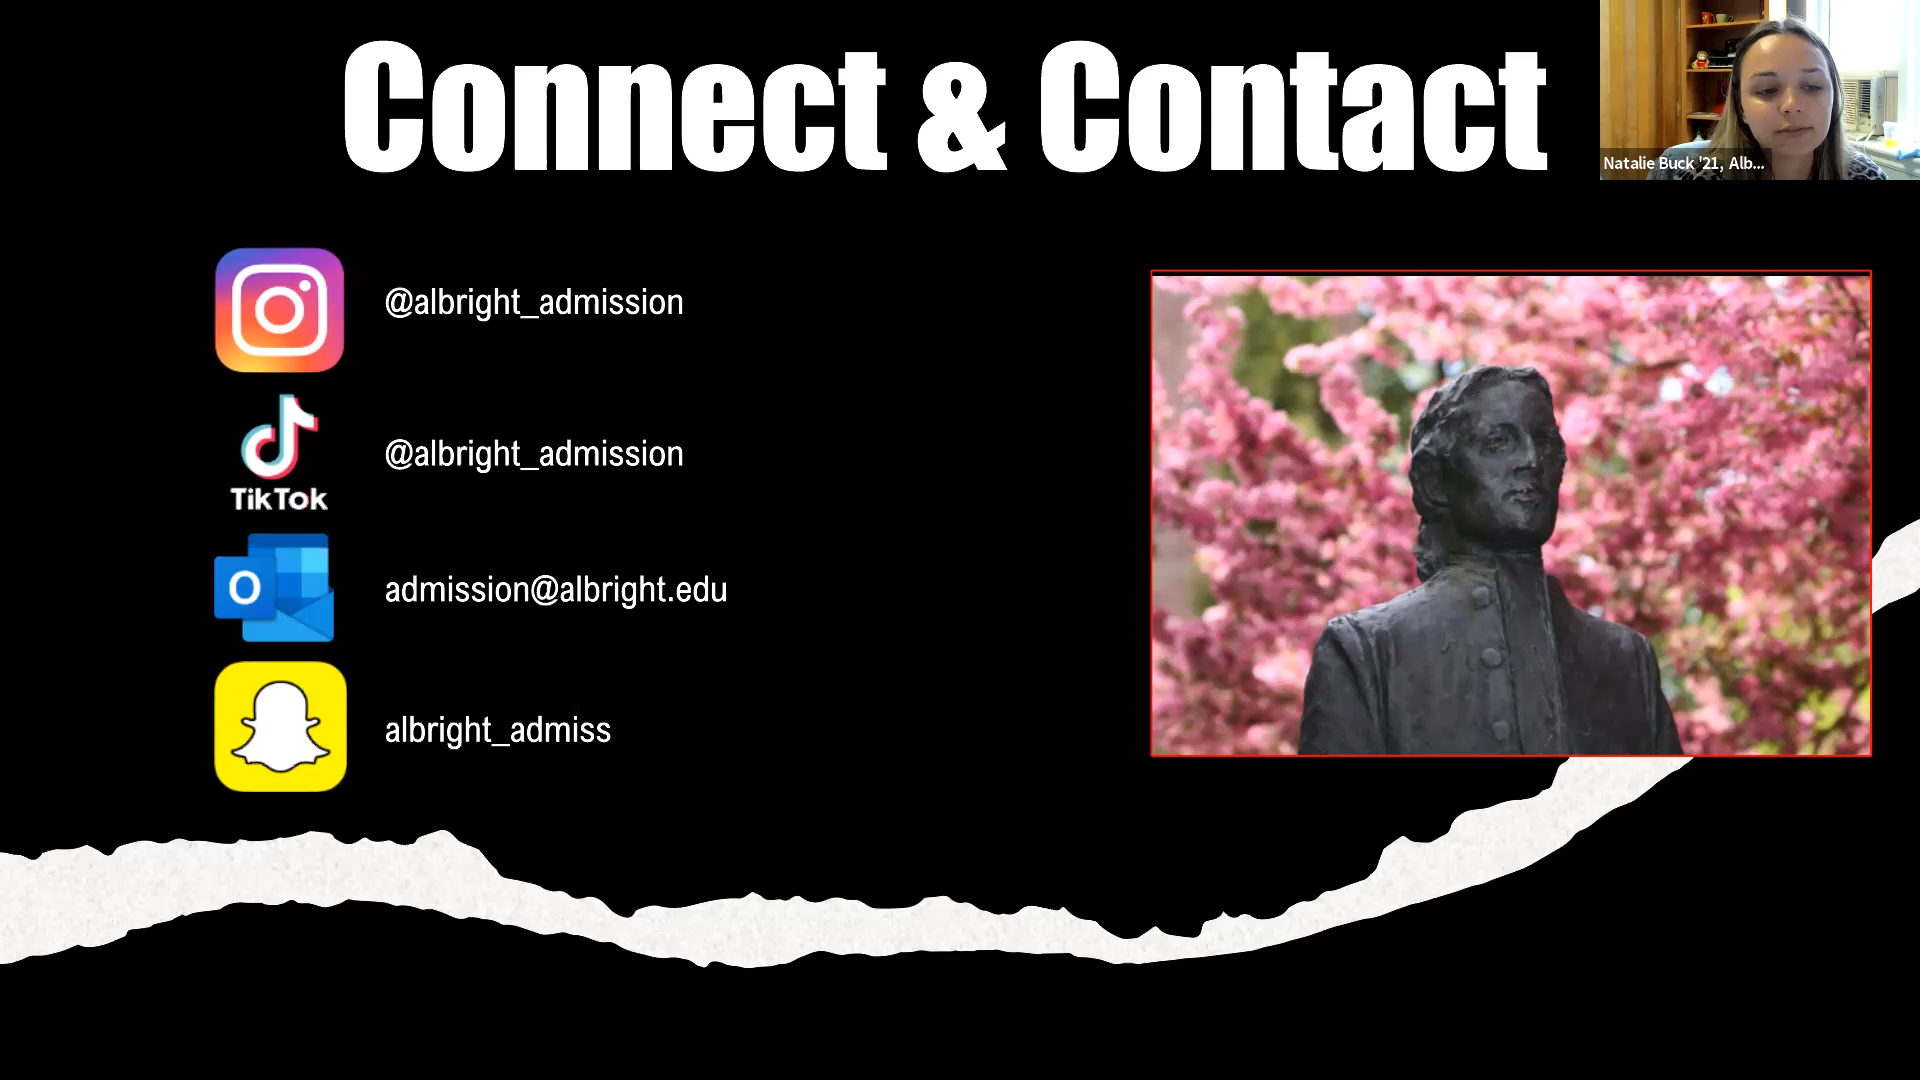 Connect & Contact
Natalie Buck '21, Alb...
@albright_admission
@albright_admission
TikTok
O
admission@albright.edu
albright_admiss